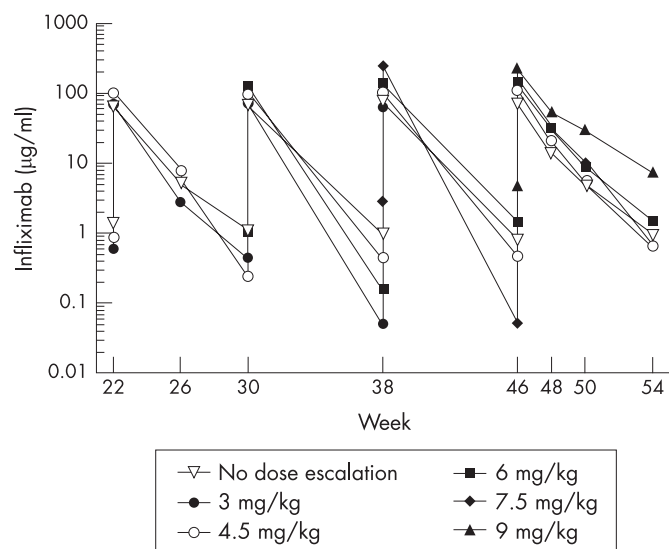 1000
100
10
1
0.1
0.01
Infliximab (µg/ml)
22 26 30 38 46 48 50 54
Week
No dose escalation
3 mg/kg
4.5 mg/kg
6 mg/kg
7.5 mg/kg
9 mg/kg